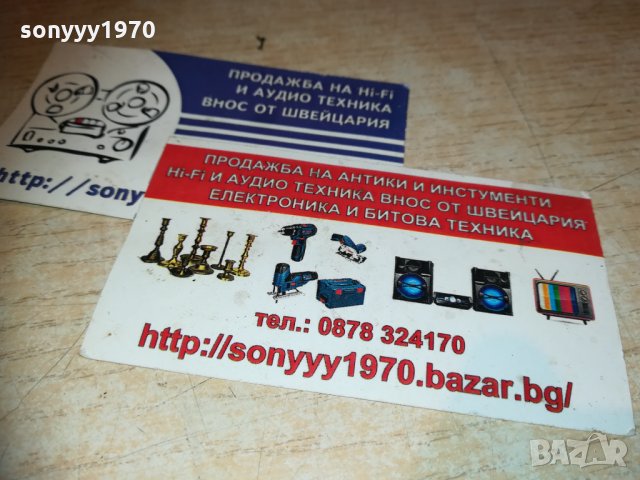 sonyyy1970
ПРОДАЖБА НА Hi-Fi
И АУДИО ТЕХНИКА
ВНОС ОТ ШВЕЙЦАРИЯ
http://sony
ПРОДАЖБА НА АНТИКИ И ИНСТУМЕНТИ
Hi-Fi И АУДИО ТЕХНИКА ВНОС ОТ ШВЕЙЦАРИЯ
ЕЛЕКТРОНИКА И БИТОВА ТЕХНИКА
тел.: 0878 324170
http://sonyyy1970.bazar.bg/
sonyyy1970
BAZAR